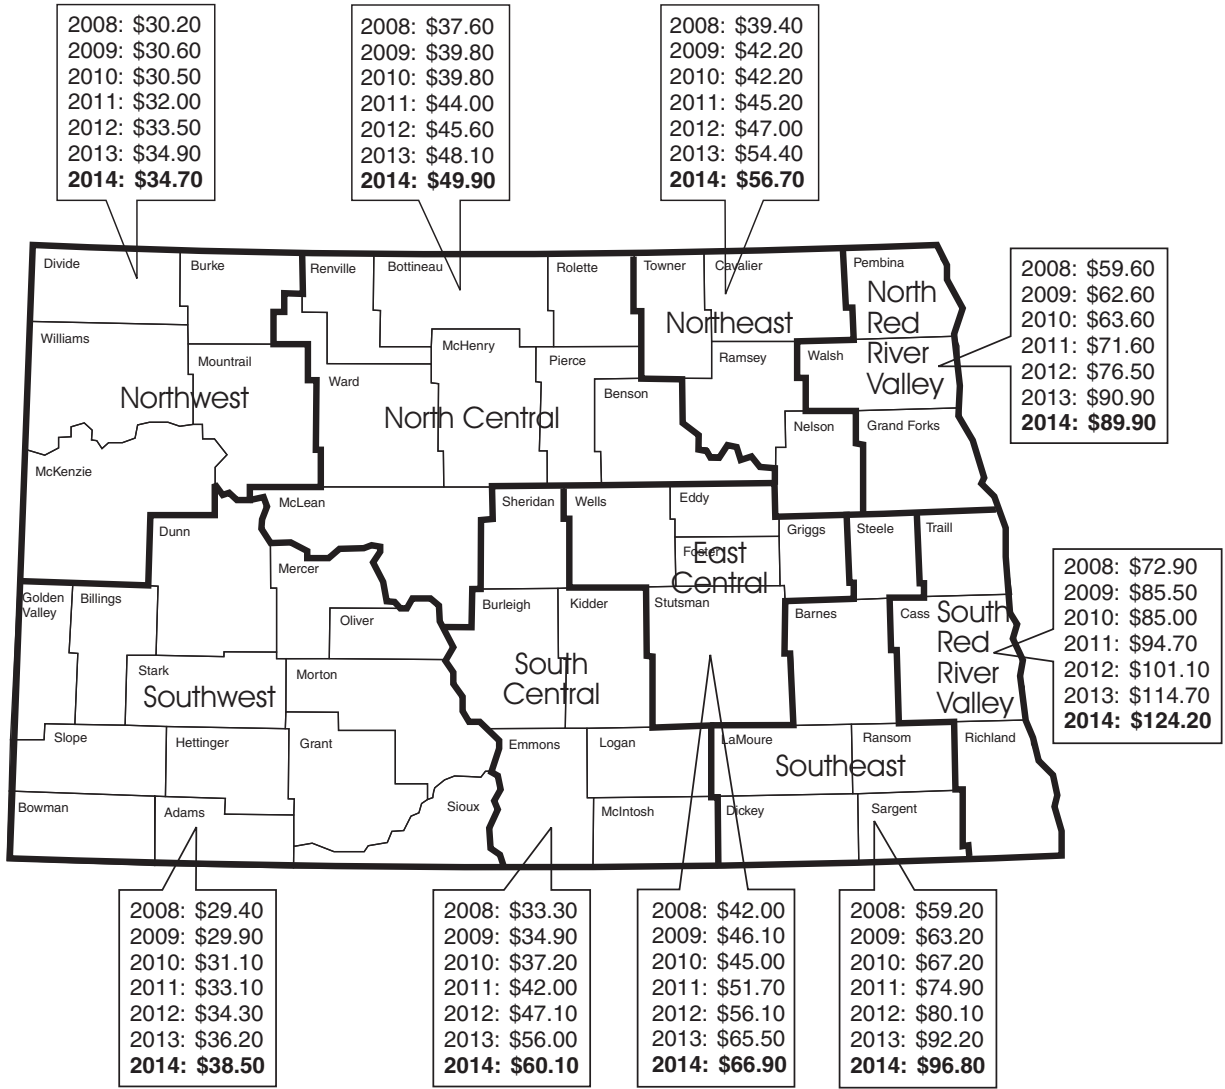 2008: $30.20
2009: $30.60
2010: $30.50
2011: $32.00
2012: $33.50
2013: $34.90
2014: $34.70
2008: $37.60
2009: $39.80
2010: $39.80
2011: $44.00
2012: $45.60
2013: $48.10
2014: $49.90
2008: $39.40
2009: $42.20
2010: $42.20
2011: $45.20
2012: $47.00
2013: $54.40
2014: $56.70
2008: $59.60
2009: $62.60
2010: $63.60
2011: $71.60
2012: $76.50
2013: $90.90
2014: $89.90
Divide
Burke
Williams
Mountrail
Northwest
McKenzie
Renville
Bottineau
Rolette
McHenry
Pierce
Ward
Benson
North Central
McLean
Towner
Cavalier
Northeast
Ramsey
Nelson
Pembina
North
Red
River
Valley
Walsh
Grand Forks
Dunn
Mercer
Golden
Valley
Billings
Oliver
Stark
Morton
Southwest
Slope
Hettinger
Grant
Bowman
Adams
Sioux
Sheridan
Burleigh
Kidder
South
Central
Emmons
Logan
McIntosh
Wells
Eddy
Foster
East
Central
Stutsman
Griggs
Steele
Barnes
Traill
Cass
South
Red
River
Valley
Richland
LaMoure
Ransom
Southeast
Dickey
Sargent
2008: $72.90
2009: $85.50
2010: $85.00
2011: $94.70
2012: $101.10
2013: $114.70
2014: $124.20
2008: $29.40
2009: $29.90
2010: $31.10
2011: $33.10
2012: $34.30
2013: $36.20
2014: $38.50
2008: $33.30
2009: $34.90
2010: $37.20
2011: $42.00
2012: $47.10
2013: $56.00
2014: $60.10
2008: $42.00
2009: $46.10
2010: $45.00
2011: $51.70
2012: $56.10
2013: $65.50
2014: $66.90
2008: $59.20
2009: $63.20
2010: $67.20
2011: $74.90
2012: $80.10
2013: $92.20
2014: $96.80